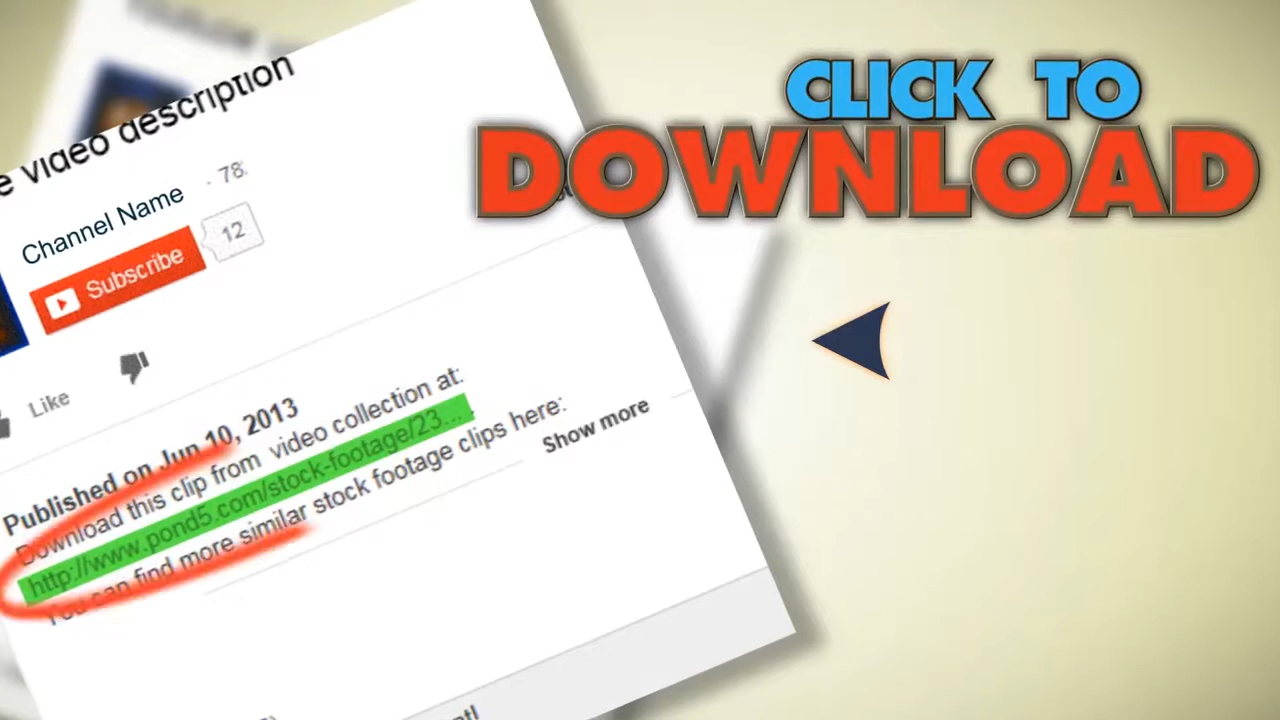 CLICK TO
DOWNLOAD
video description
Channel Name
78
Subscribe
12
Like
Published on Jun 10, 2013
Download this clip from video collection at:
http://www.pond5.com/stock-footage/23...
You can find more similar stock footage clips here:
Show more